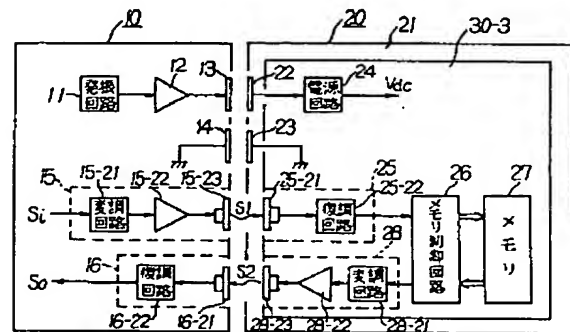 10
20
21
30-3
11
発振
回路
12
13
22
電源
回路
24
Vdc
14
23
15
15-21
15-22
15-23
Si
変調
回路
S1
25-21
25
復調
回路
25-22
26
メモリ制御回路
27
メモリ
16
So
復調
回路
16-22
16-21
S2
28
変調
回路
28-23
28-22
28-21